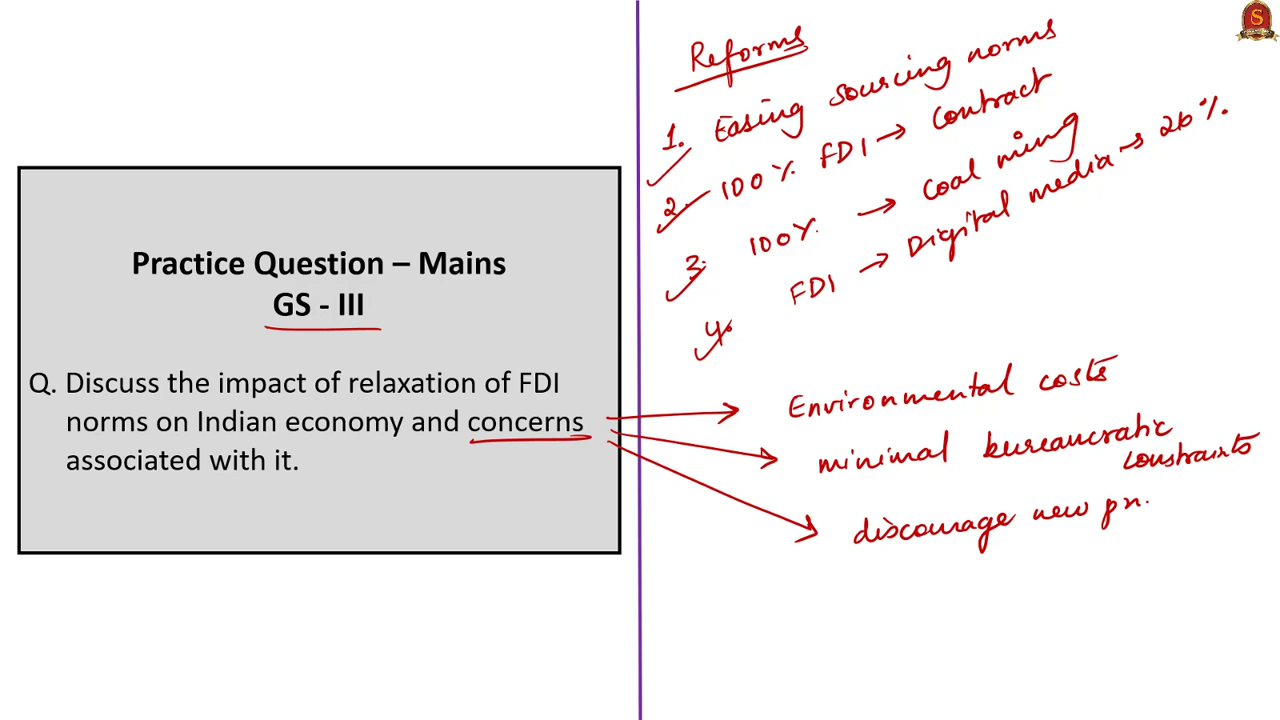 Practice Question – Mains
GS - III
Q. Discuss the impact of relaxation of FDI
norms on Indian economy and concerns
associated with it.
Reforms
1. Easing sourcing norms
2. 100% FDI → Contract
3. 100% → Coal mining
4. FDI → Digital media → 26%
Environmental costs
minimal bureaucratic
constraints
discourage new